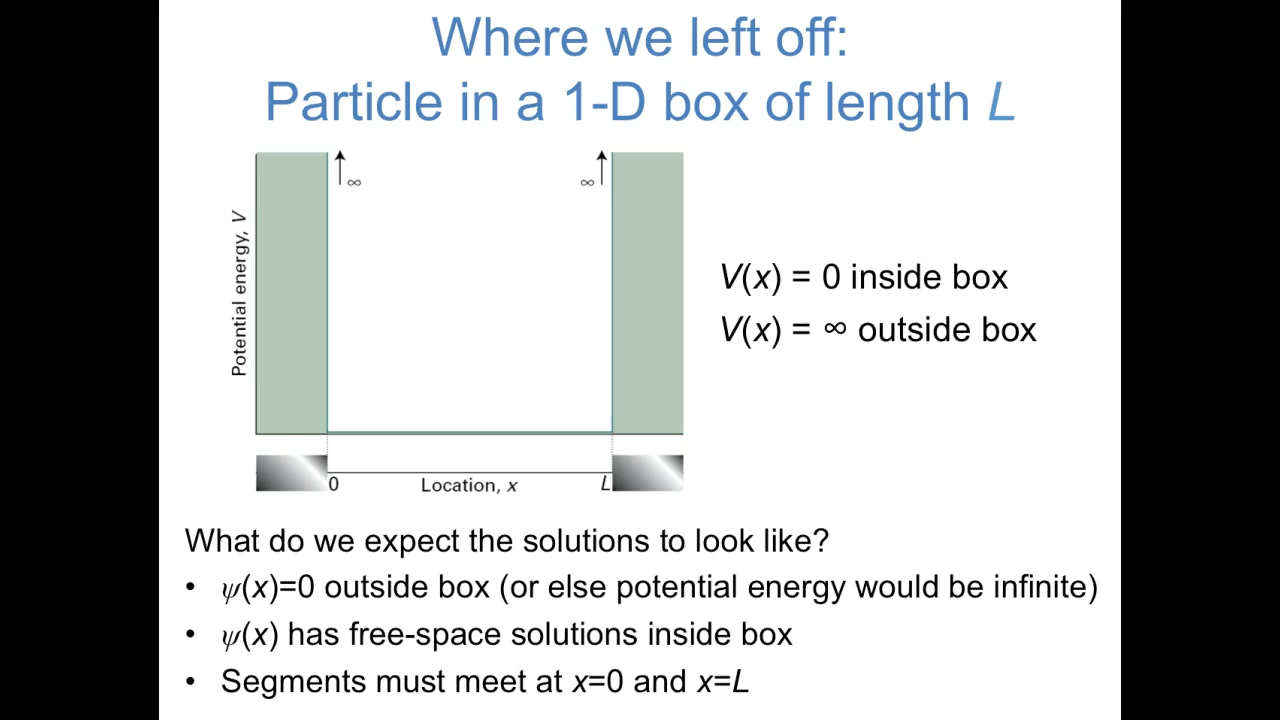 Where we left off:
Particle in a 1-D box of length L
∞
∞
Potential energy, V
V(x) = 0 inside box
V(x) = ∞ outside box
0
Location, x
L
What do we expect the solutions to look like?
• ψ(x)=0 outside box (or else potential energy would be infinite)
• ψ(x) has free-space solutions inside box
• Segments must meet at x=0 and x=L